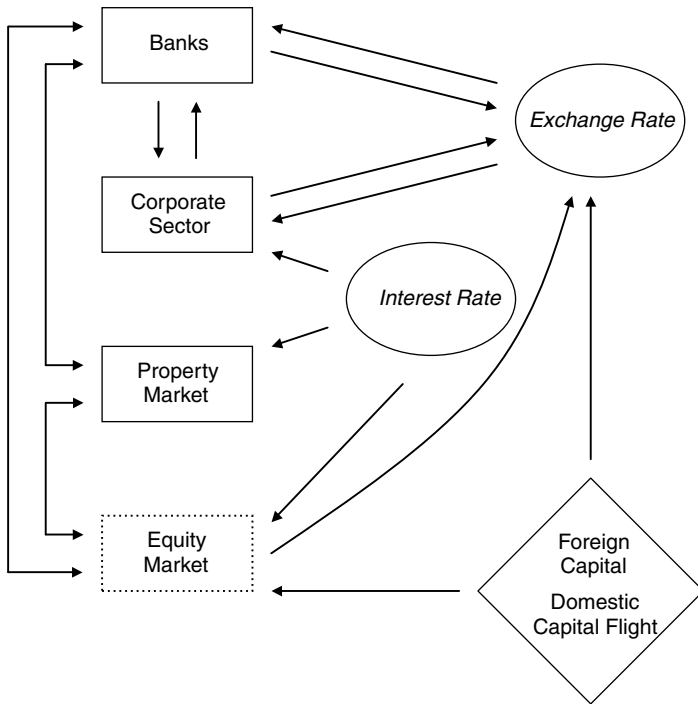 Banks
Exchange Rate
Corporate
Sector
Interest Rate
Property
Market
Equity
Market
Foreign
Capital
Domestic
Capital Flight